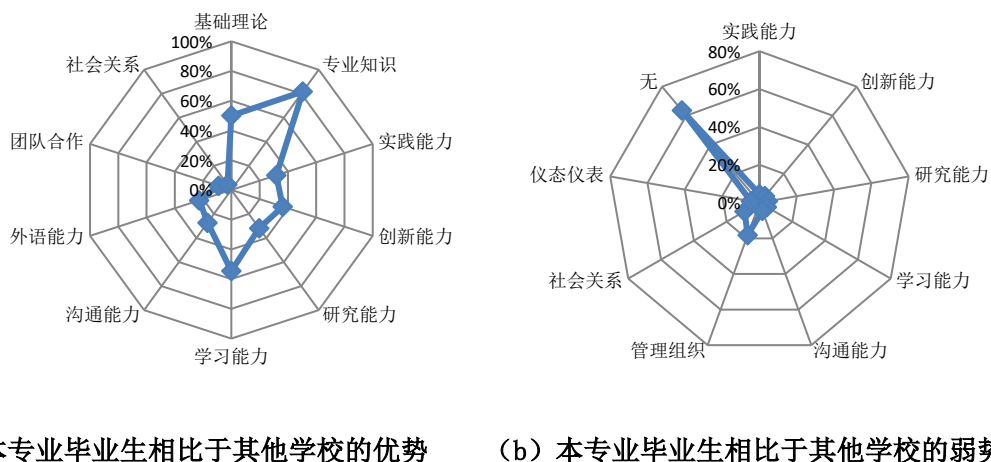 基础理论
100%
80%
60%
40%
20%
0%
专业知识
实践能力
创新能力
研究能力
学习能力
沟通能力
外语能力
团队合作
社会关系
实践能力
80%
60%
40%
20%
0%
创新能力
研究能力
学习能力
沟通能力
管理组织
社会关系
仪态仪表
无
本专业毕业生相比于其他学校的优势
（b）本专业毕业生相比于其他学校的弱势